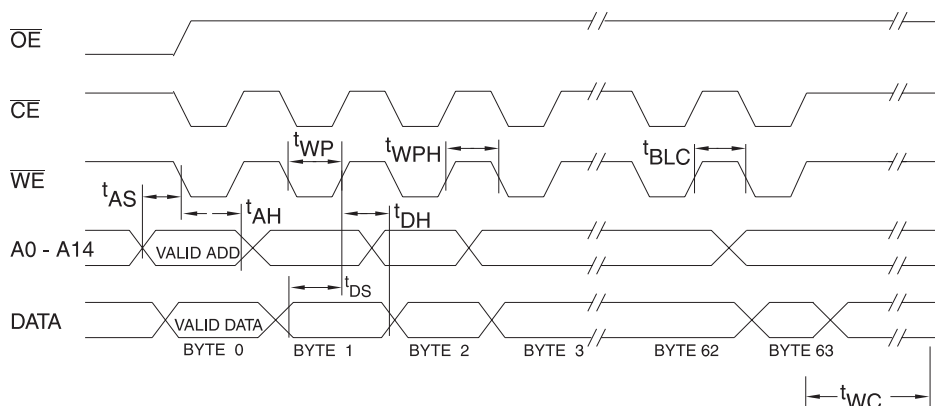 OE
CE
tWP
tWPH
tBLC
WE
tAS
tAH
tDH
A0 - A14
VALID ADD
tDS
DATA
VALID DATA
BYTE 0
BYTE 1
BYTE 2
BYTE 3
BYTE 62
BYTE 63
tWC